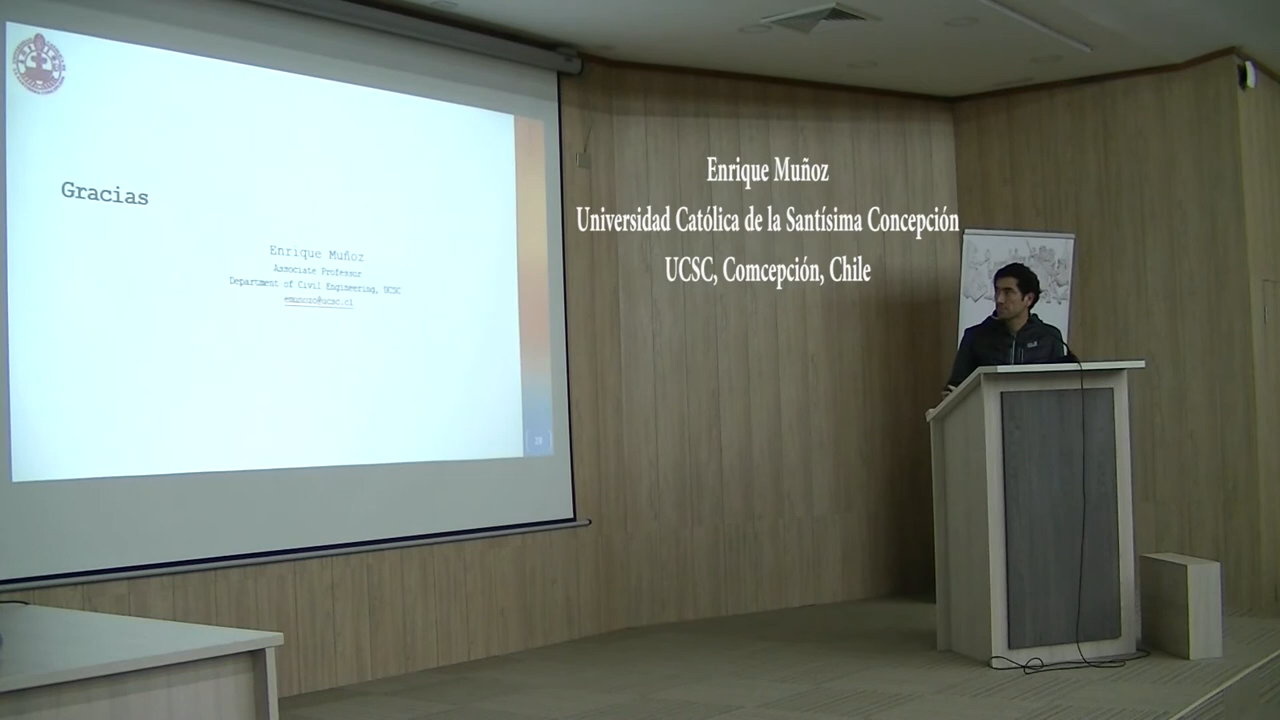 Gracias
Enrique Muñoz
Associate Professor
Department of Civil Engineering, UCSC
emunozo@ucsc.cl
Enrique Muñoz
Universidad Católica de la Santísima Concepción
UCSC, Comcepción, Chile